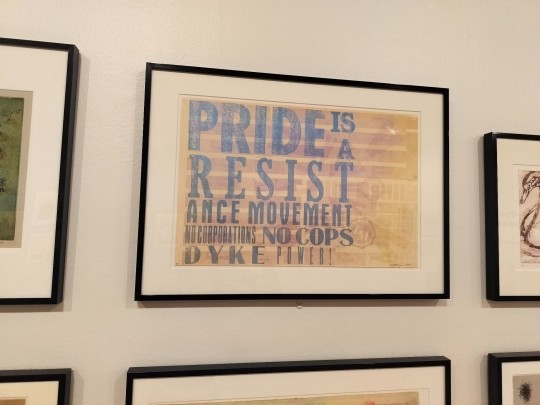 PRIDE IS
A
RESIST
ANCE MOVEMENT
NO CORPORATIONS NO COPS
DYKE POWER!